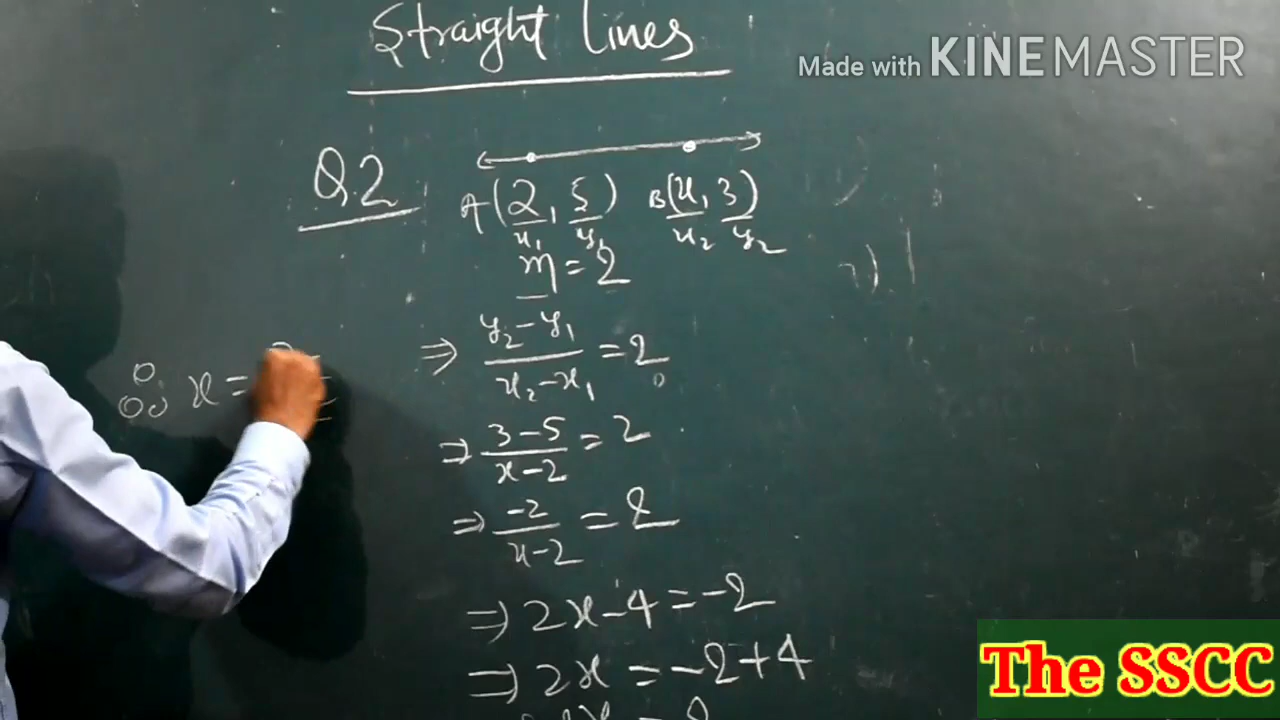 Straight Lines
Made with KINEMASTER
Q.2
A(2, 5) B(x, 3)
x₁ y₁ x₂ y₂
m = 2
⇒ y₂-y₁ / x₂-x₁ = 2
∴ x =
⇒ 3-5 / x-2 = 2
⇒ -2 / x-2 = 2
⇒ 2x-4 = -2
⇒ 2x = -2+4
The SSCC